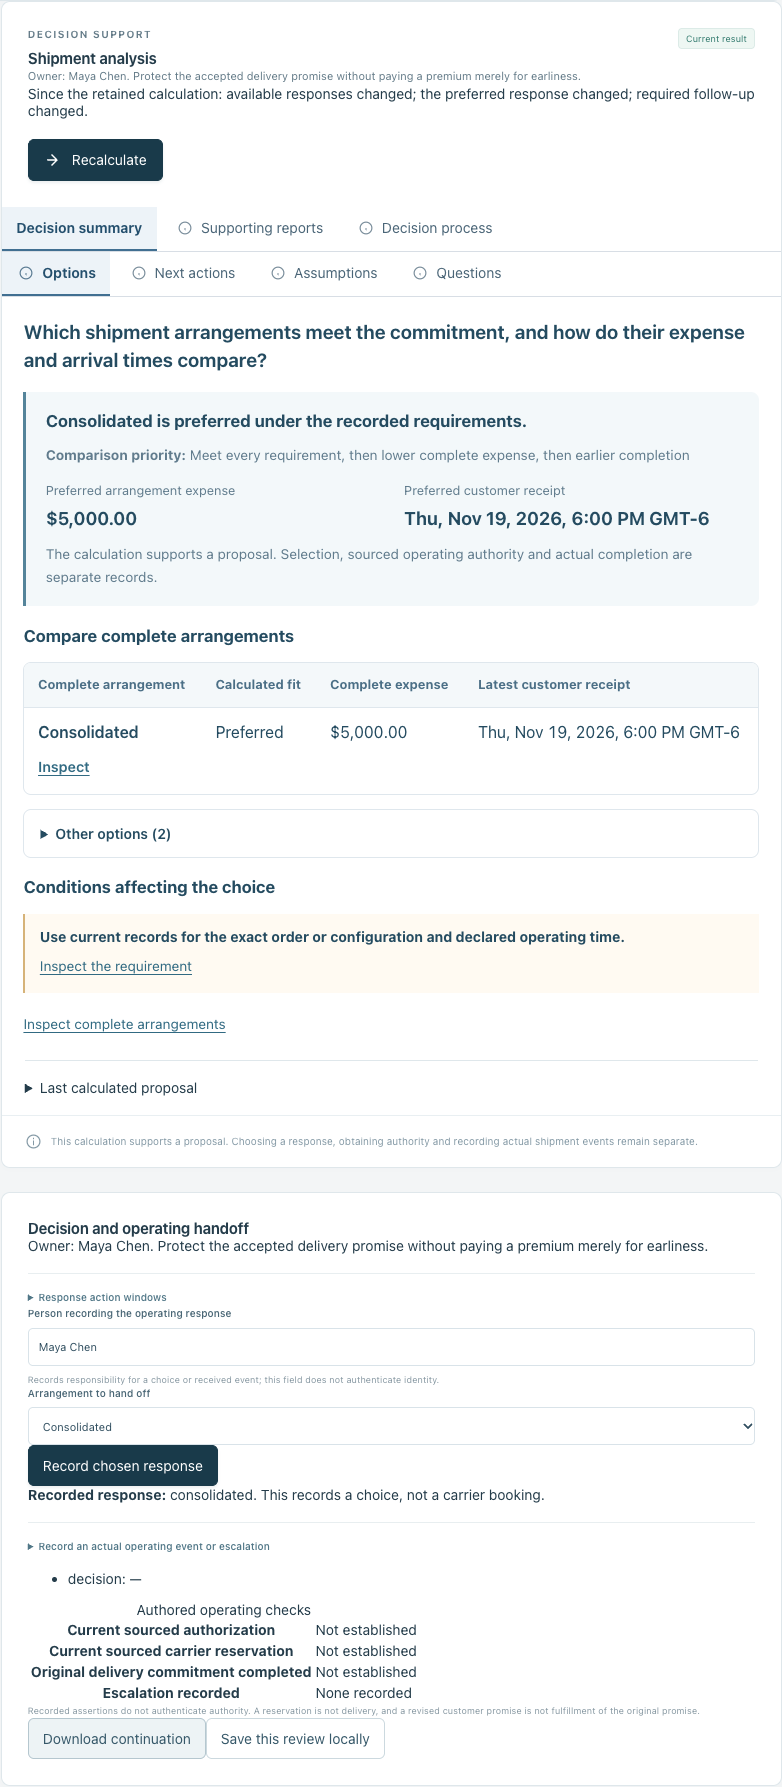 DECISION SUPPORT
Current result
Shipment analysis
Owner: Maya Chen. Protect the accepted delivery promise without paying a premium merely for earliness.
Since the retained calculation: available responses changed; the preferred response changed; required follow-up
changed.
Recalculate
Decision summary
Supporting reports
Decision process
Options
Next actions
Assumptions
Questions
Which shipment arrangements meet the commitment, and how do their expense
and arrival times compare?
Consolidated is preferred under the recorded requirements.
Comparison priority: Meet every requirement, then lower complete expense, then earlier completion
Preferred arrangement expense
Preferred customer receipt
$5,000.00
Thu, Nov 19, 2026, 6:00 PM GMT-6
The calculation supports a proposal. Selection, sourced operating authority and actual completion are
separate records.
Compare complete arrangements
Complete arrangement
Calculated fit
Complete expense
Latest customer receipt
Consolidated
Preferred
$5,000.00
Thu, Nov 19, 2026, 6:00 PM GMT-6
Inspect
Other options (2)
Conditions affecting the choice
Use current records for the exact order or configuration and declared operating time.
Inspect the requirement
Inspect complete arrangements
Last calculated proposal
This calculation supports a proposal. Choosing a response, obtaining authority and recording actual shipment events remain separate.
Decision and operating handoff
Owner: Maya Chen. Protect the accepted delivery promise without paying a premium merely for earliness.
Response action windows
Person recording the operating response
Maya Chen
Records responsibility for a choice or received event; this field does not authenticate identity.
Arrangement to hand off
Consolidated
Record chosen response
Recorded response: consolidated. This records a choice, not a carrier booking.
Record an actual operating event or escalation
decision: —
Authored operating checks
Current sourced authorization Not established
Current sourced carrier reservation Not established
Original delivery commitment completed Not established
Escalation recorded None recorded
Recorded assertions do not authenticate authority. A reservation is not delivery, and a revised customer promise is not fulfillment of the original promise.
Download continuation
Save this review locally